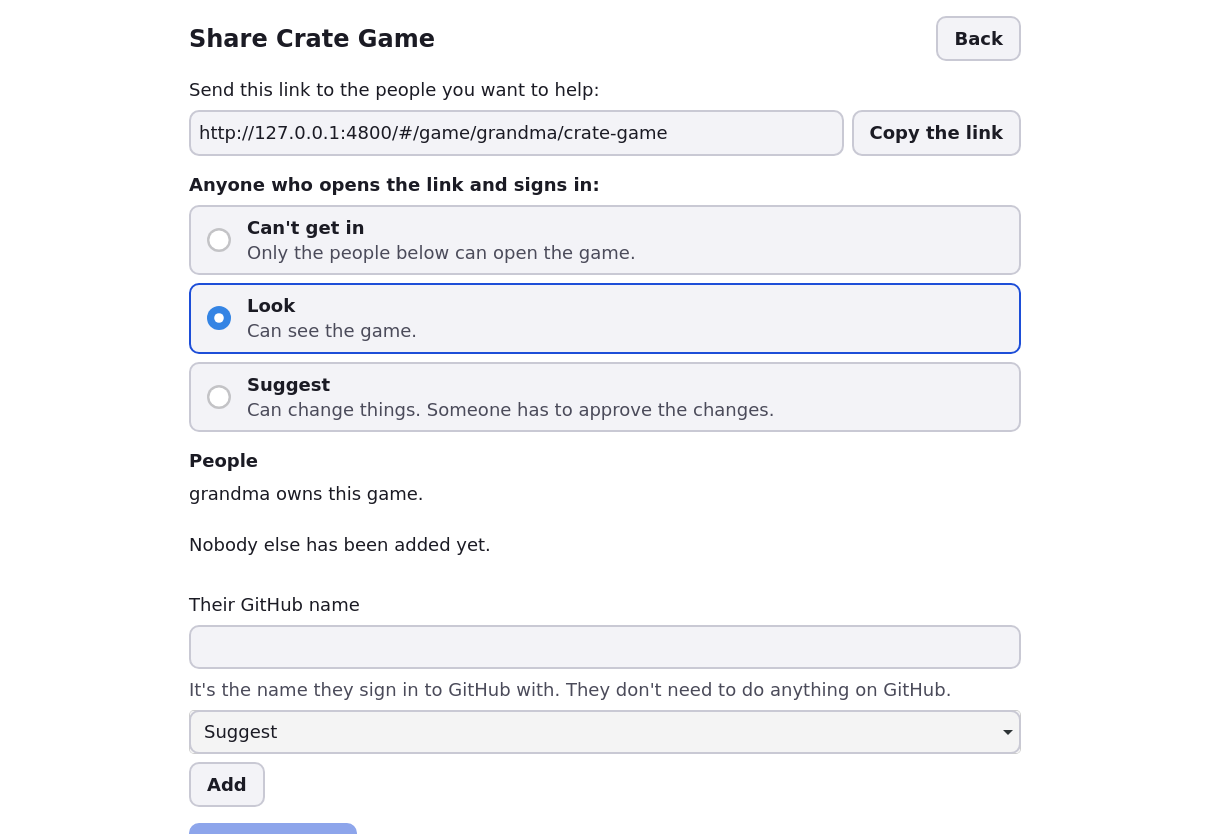 Share Crate Game
Back
Send this link to the people you want to help:
http://127.0.0.1:4800/#/game/grandma/crate-game
Copy the link
Anyone who opens the link and signs in:
Can't get in
Only the people below can open the game.
Look
Can see the game.
Suggest
Can change things. Someone has to approve the changes.
People
grandma owns this game.
Nobody else has been added yet.
Their GitHub name
It's the name they sign in to GitHub with. They don't need to do anything on GitHub.
Suggest
Add